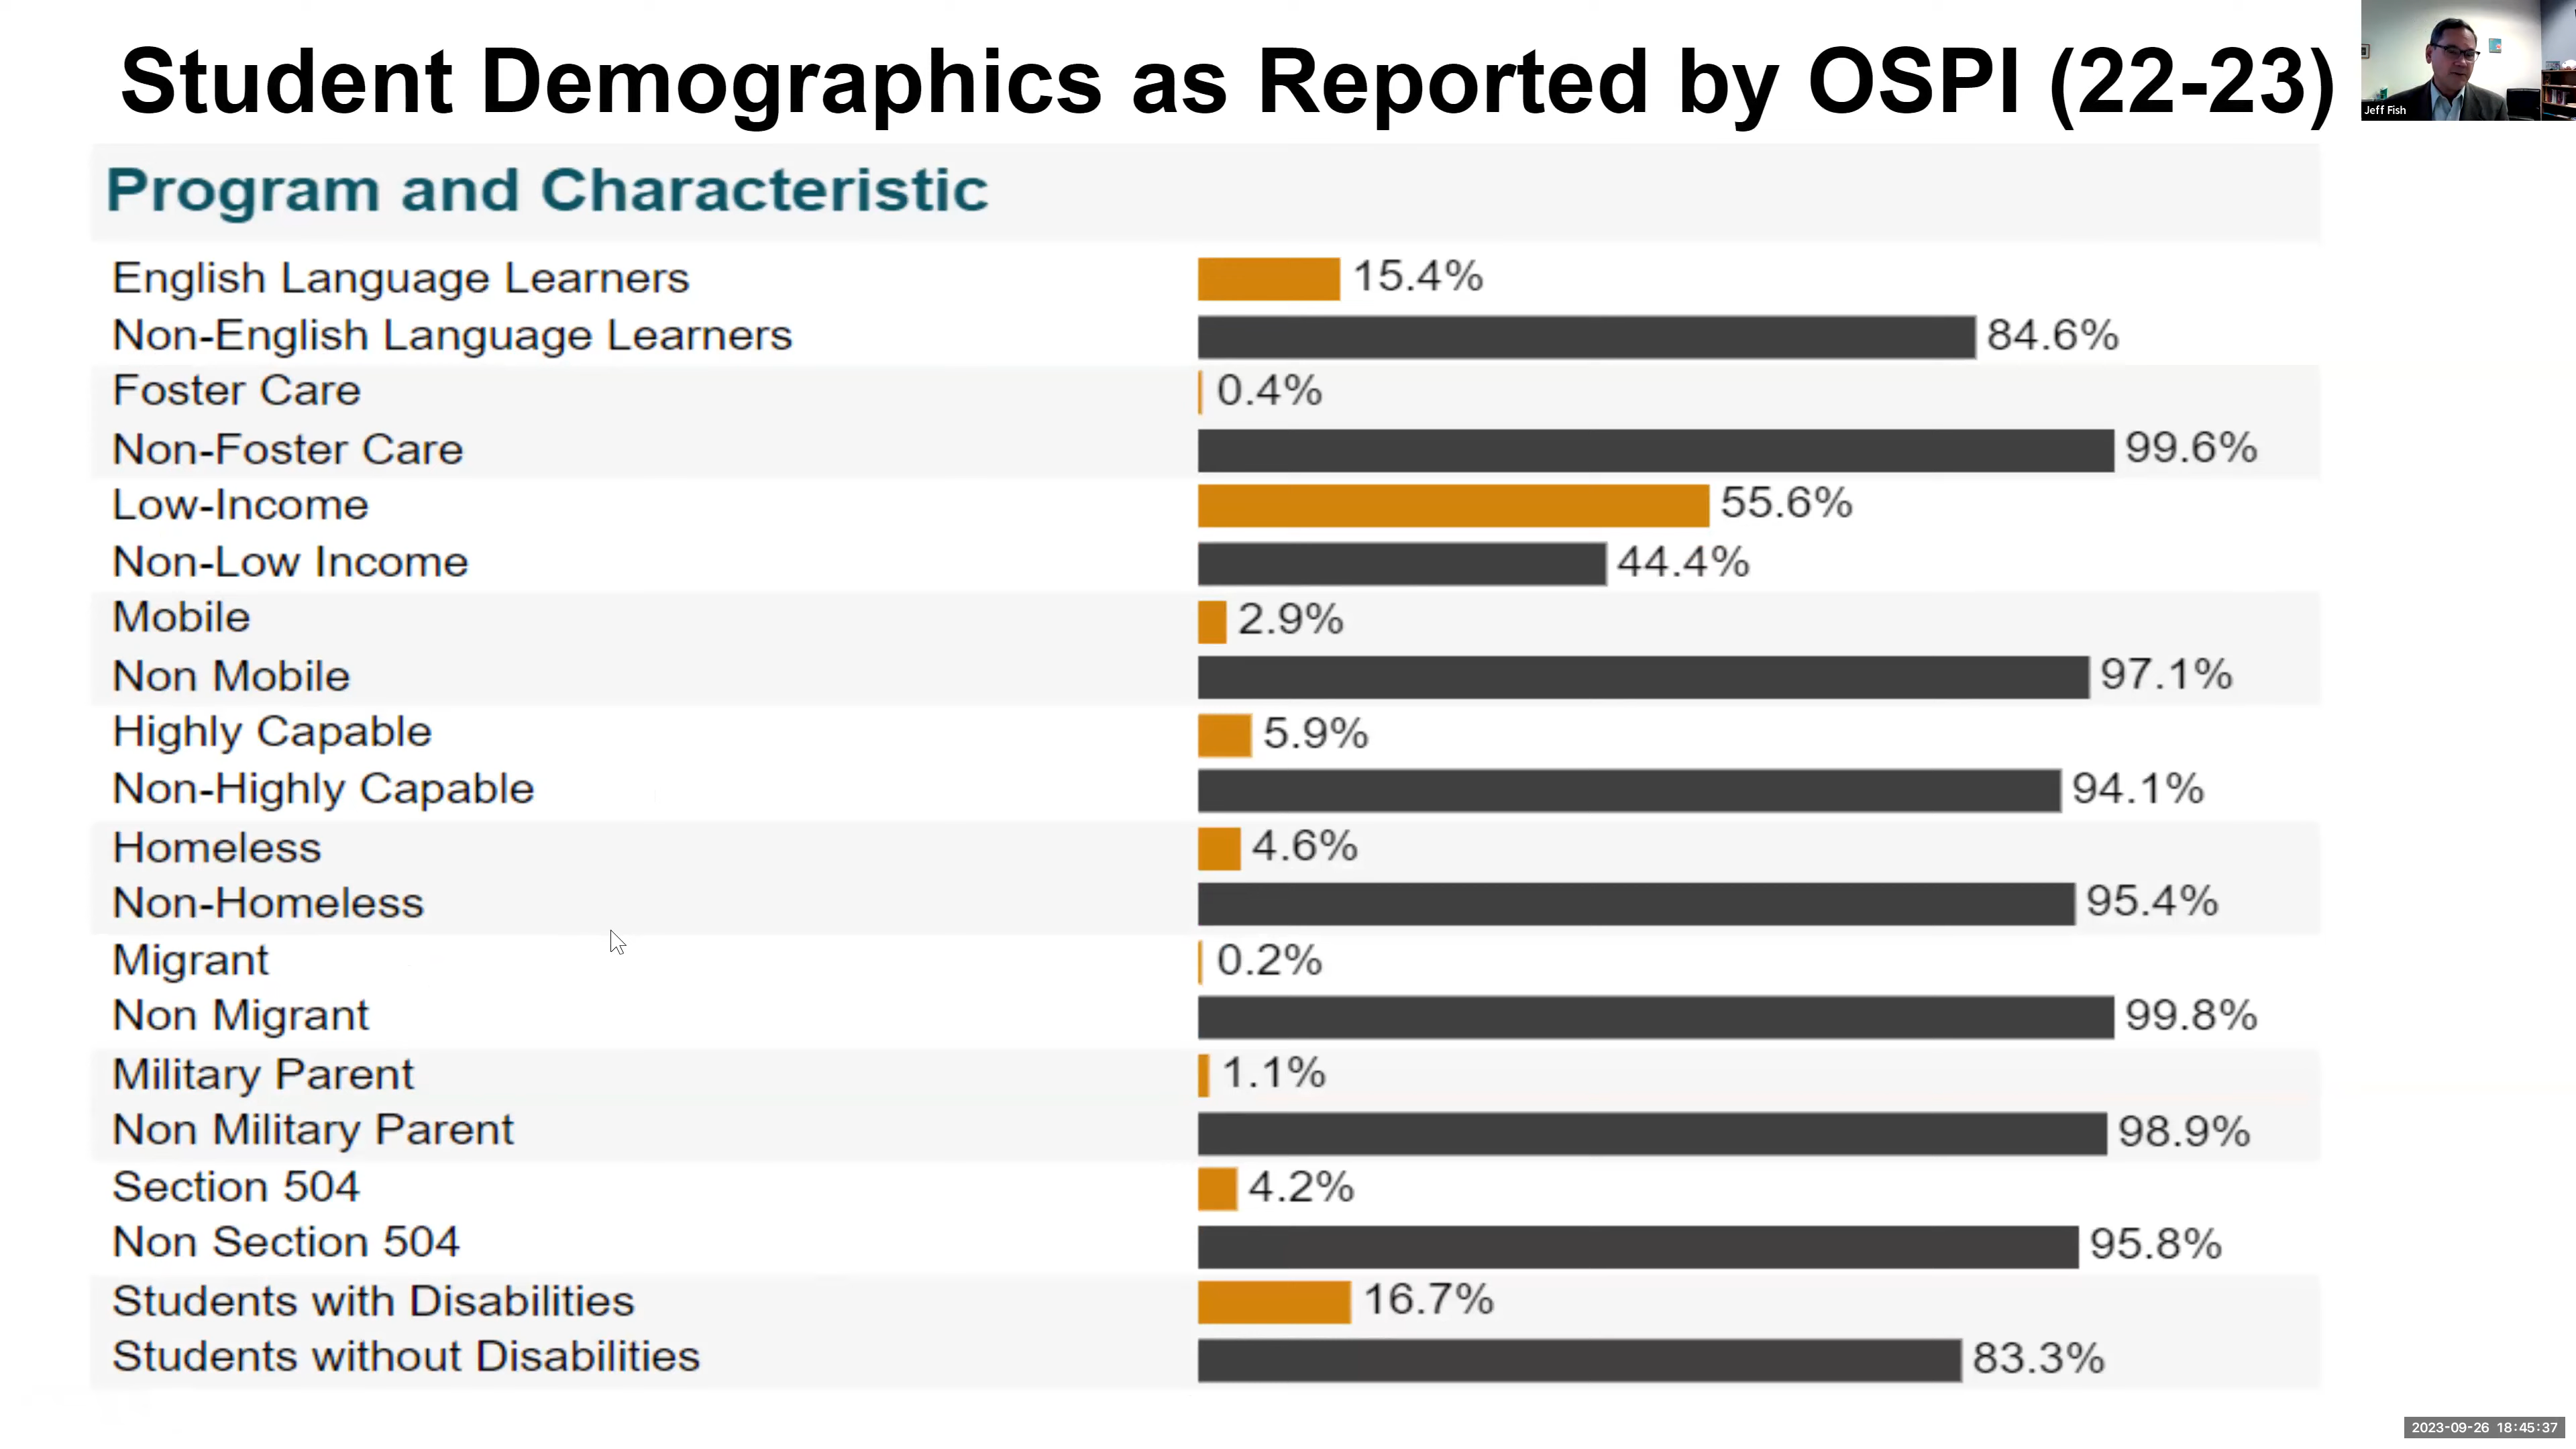 Student Demographics as Reported by OSPI (22-23)
Jeff Fish
Program and Characteristic
English Language Learners 15.4%
Non-English Language Learners 84.6%
Foster Care 0.4%
Non-Foster Care 99.6%
Low-Income 55.6%
Non-Low Income 44.4%
Mobile 2.9%
Non Mobile 97.1%
Highly Capable 5.9%
Non-Highly Capable 94.1%
Homeless 4.6%
Non-Homeless 95.4%
Migrant 0.2%
Non Migrant 99.8%
Military Parent 1.1%
Non Military Parent 98.9%
Section 504 4.2%
Non Section 504 95.8%
Students with Disabilities 16.7%
Students without Disabilities 83.3%
2023-09-26 18:45:37